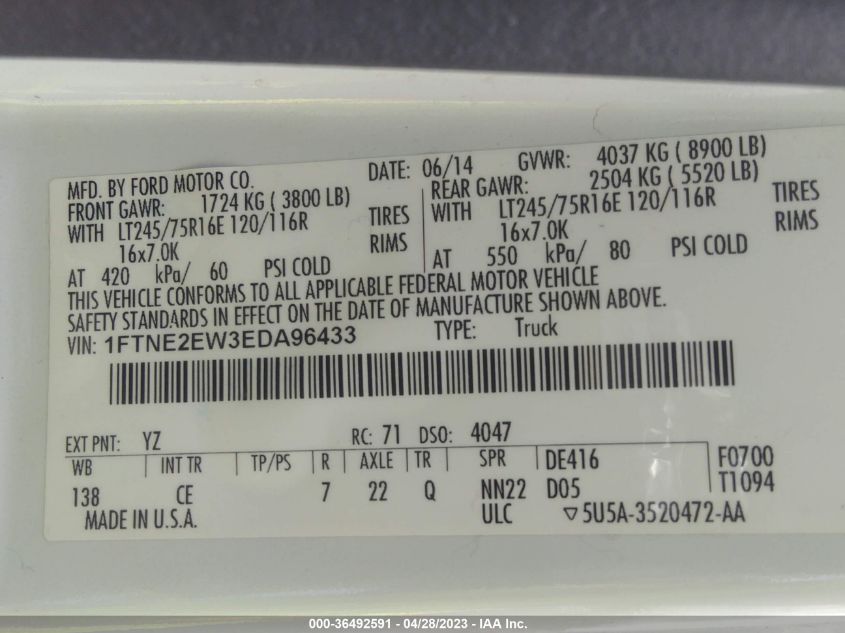 MFD. BY FORD MOTOR CO. DATE: 06/14 GVWR: 4037 KG ( 8900 LB)
FRONT GAWR: 1724 KG ( 3800 LB) REAR GAWR: 2504 KG ( 5520 LB)
WITH LT245/75R16E 120/116R TIRES WITH LT245/75R16E 120/116R TIRES
16x7.0K RIMS 16x7.0K RIMS
AT 420 kPa/ 60 PSI COLD AT 550 kPa/ 80 PSI COLD
THIS VEHICLE CONFORMS TO ALL APPLICABLE FEDERAL MOTOR VEHICLE
SAFETY STANDARDS IN EFFECT ON THE DATE OF MANUFACTURE SHOWN ABOVE.
VIN: 1FTNE2EW3EDA96433 TYPE: Truck
EXT PNT: YZ RC: 71 DSO: 4047
WB INT TR TP/PS R AXLE TR SPR DE416 F0700
138 CE 7 22 Q NN22 D05 T1094
MADE IN U.S.A. ULC ▽5U5A-3520472-AA
000-36492591 - 04/28/2023 - IAA Inc.